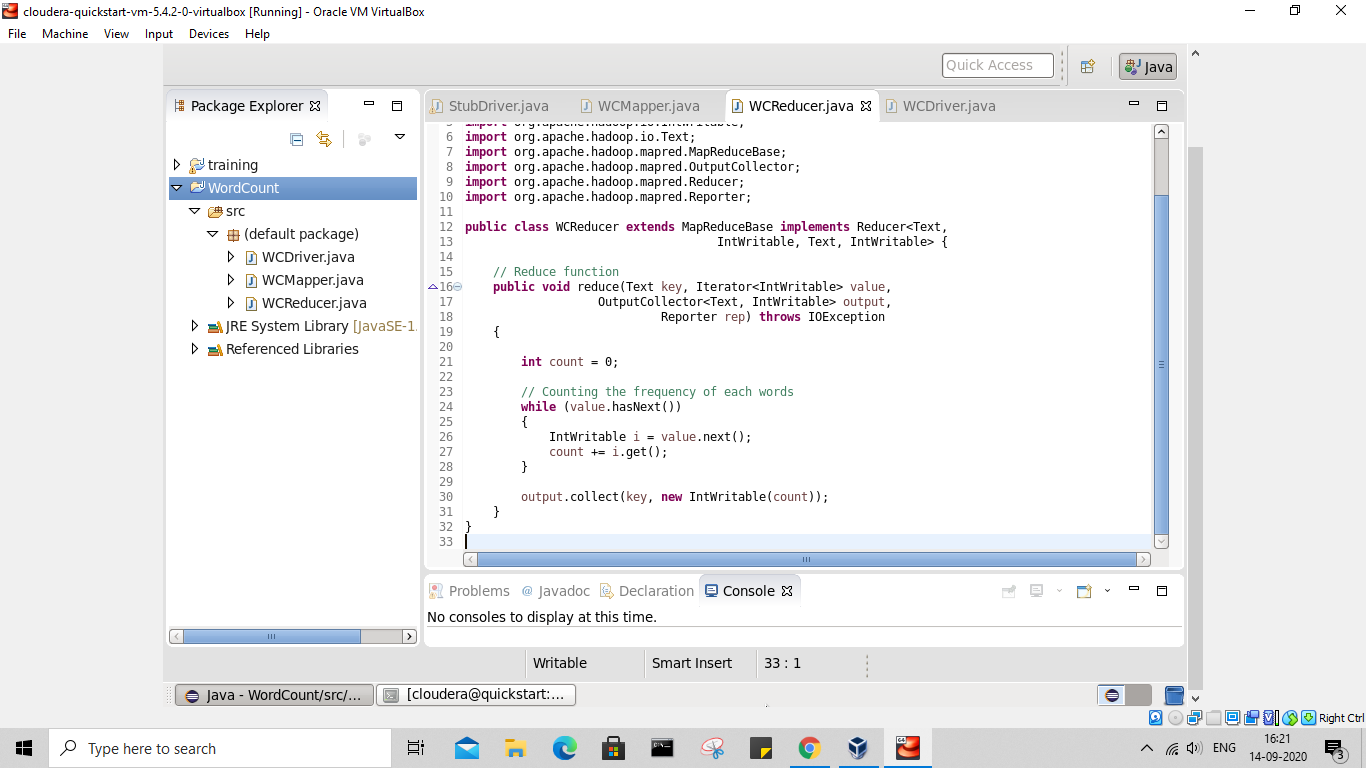 cloudera-quickstart-vm-5.4.2-0-virtualbox [Running] - Oracle VM VirtualBox
File Machine View Input Devices Help
Quick Access
Java
Package Explorer
training
WordCount
src
(default package)
WCDriver.java
WCMapper.java
WCReducer.java
JRE System Library [JavaSE-1.
Referenced Libraries
StubDriver.java WCMapper.java WCReducer.java WCDriver.java
5 import org.apache.hadoop.io.IntWritable;
6 import org.apache.hadoop.io.Text;
7 import org.apache.hadoop.mapred.MapReduceBase;
8 import org.apache.hadoop.mapred.OutputCollector;
9 import org.apache.hadoop.mapred.Reducer;
10 import org.apache.hadoop.mapred.Reporter;
11
12 public class WCReducer extends MapReduceBase implements Reducer<Text,
13 IntWritable, Text, IntWritable> {
14
15 // Reduce function
16 public void reduce(Text key, Iterator<IntWritable> value,
17 OutputCollector<Text, IntWritable> output,
18 Reporter rep) throws IOException
19 {
20
21 int count = 0;
22
23 // Counting the frequency of each words
24 while (value.hasNext())
25 {
26 IntWritable i = value.next();
27 count += i.get();
28 }
29
30 output.collect(key, new IntWritable(count));
31 }
32 }
33
Problems @ Javadoc Declaration Console
No consoles to display at this time.
Writable Smart Insert 33 : 1
Java - WordCount/src/... [cloudera@quickstart:...
Right Ctrl
Type here to search
ENG
16:21
14-09-2020
3